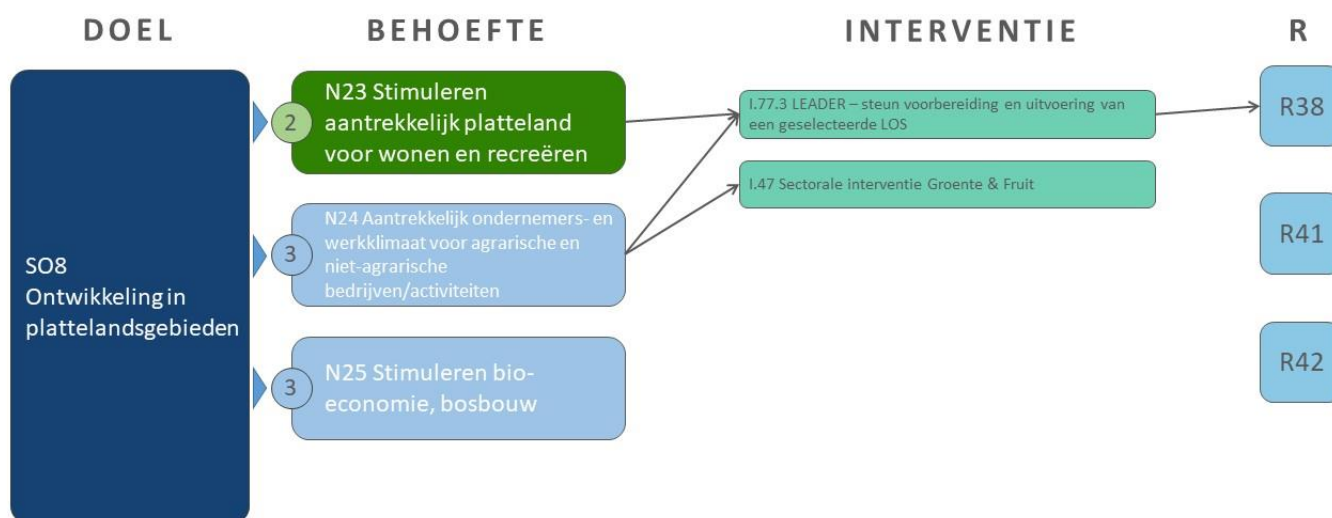 DOEL BEHOEFTE INTERVENTIE R
SO8
Ontwikkeling in
plattelandsgebieden
2
N23 Stimuleren
aantrekkelijk platteland
voor wonen en recreëren
3
N24 Aantrekkelijk ondernemers- en
werkklimaat voor agrarische en
niet-agrarische
bedrijven/activiteiten
3
N25 Stimuleren bio-
economie, bosbouw
I.77.3 LEADER – steun voorbereiding en uitvoering van
een geselecteerde LOS
I.47 Sectorale interventie Groente & Fruit
R38
R41
R42